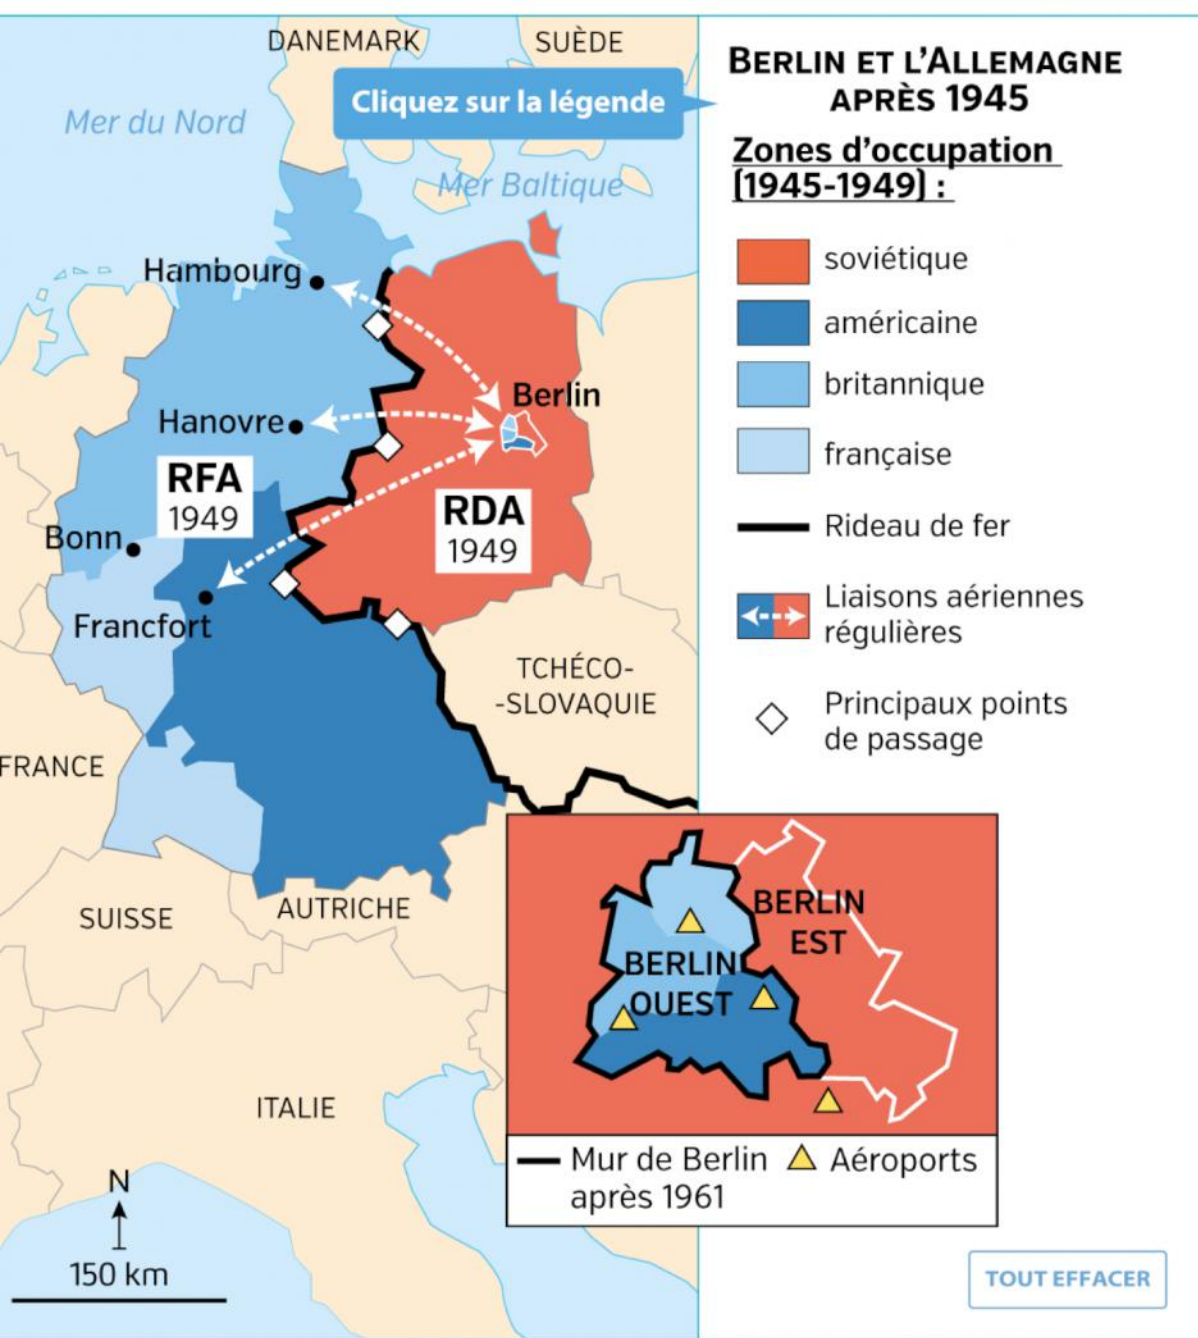 DANEMARK
SUÈDE
Cliquez sur la légende
Mer du Nord
Mer Baltique
Hambourg
Berlin
Hanovre
RFA
1949
RDA
1949
Bonn
Francfort
TCHÉCO-
-SLOVAQUIE
FRANCE
SUISSE
AUTRICHE
ITALIE
N
150 km
BERLIN ET L'ALLEMAGNE
APRÈS 1945
Zones d'occupation
(1945-1949) :
soviétique
américaine
britannique
française
Rideau de fer
Liaisons aériennes
régulières
Principaux points
de passage
BERLIN
EST
BERLIN
OUEST
Mur de Berlin
après 1961
Aéroports
TOUT EFFACER